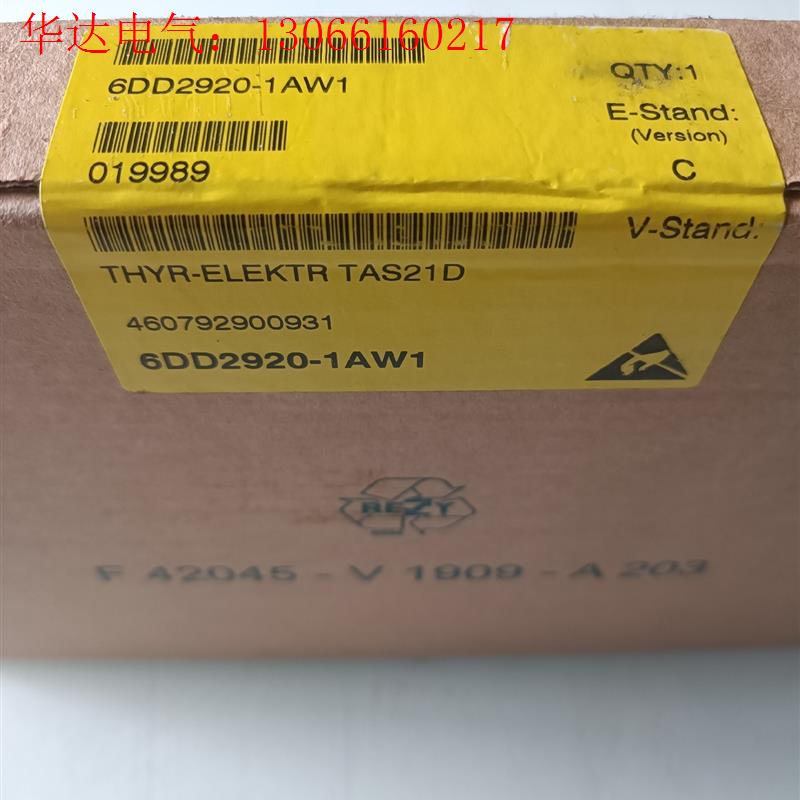 华达电气：13066160217
6DD2920-1AW1
QTY:1
E-Stand:
(Version)
019989
C
V-Stand:
THYR-ELEKTR TAS21D
460792900931
6DD2920-1AW1
REZY
F 42045 - V 1909 - A 203